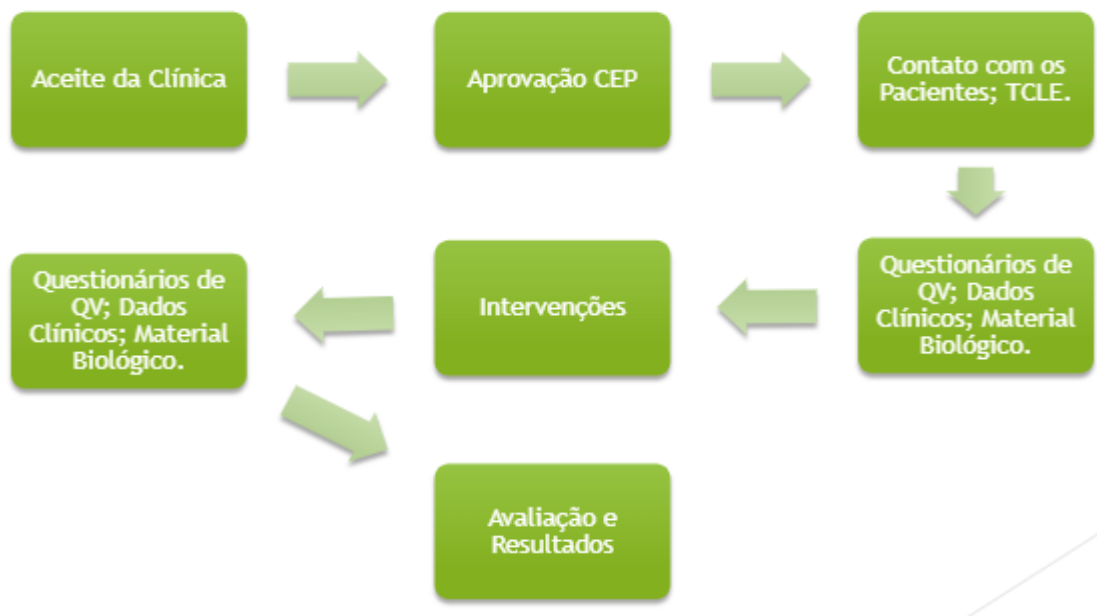 Aceite da Clínica
Aprovação CEP
Contato com os
Pacientes; TCLE.
Questionários de
QV; Dados
Clínicos; Material
Biológico.
Intervenções
Questionários de
QV; Dados
Clínicos; Material
Biológico.
Avaliação e
Resultados